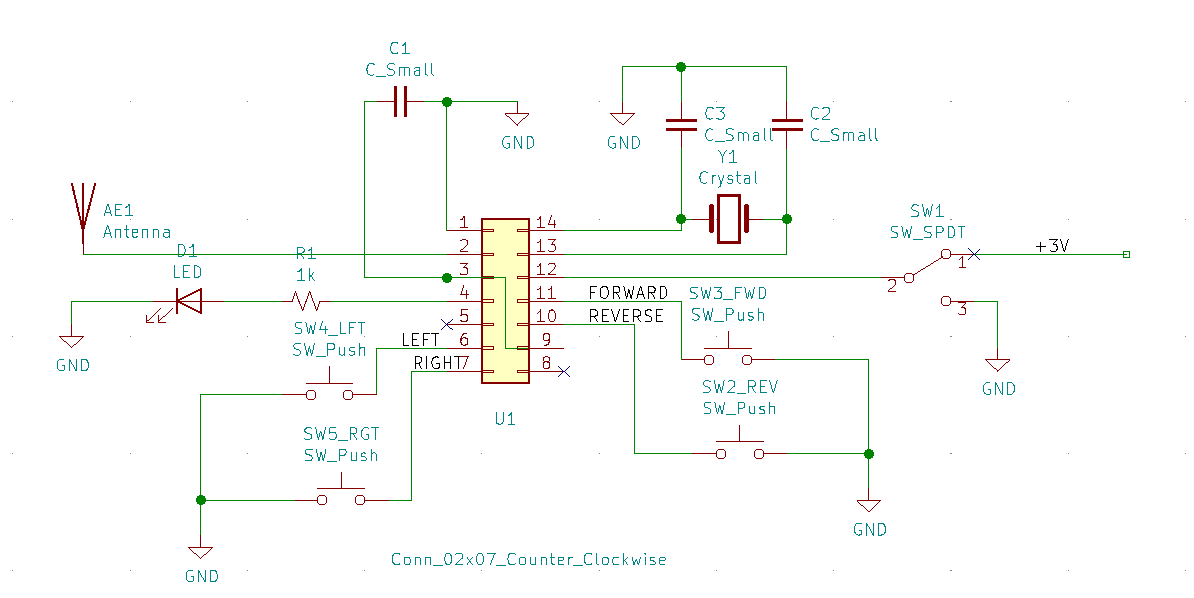 C1
C_Small
GND
GND
C3
C_Small
C2
C_Small
Y1
Crystal
AE1
Antenna
D1
LED
R1
1k
SW1
SW_SPDT
+3V
1
2
3
GND
1
2
3
4
5
6
7
14
13
12
11
10
9
8
FORWARD
REVERSE
LEFT
RIGHT
SW3_FWD
SW_Push
SW4_LFT
SW_Push
GND
SW2_REV
SW_Push
U1
SW5_RGT
SW_Push
GND
GND
Conn_02x07_Counter_Clockwise